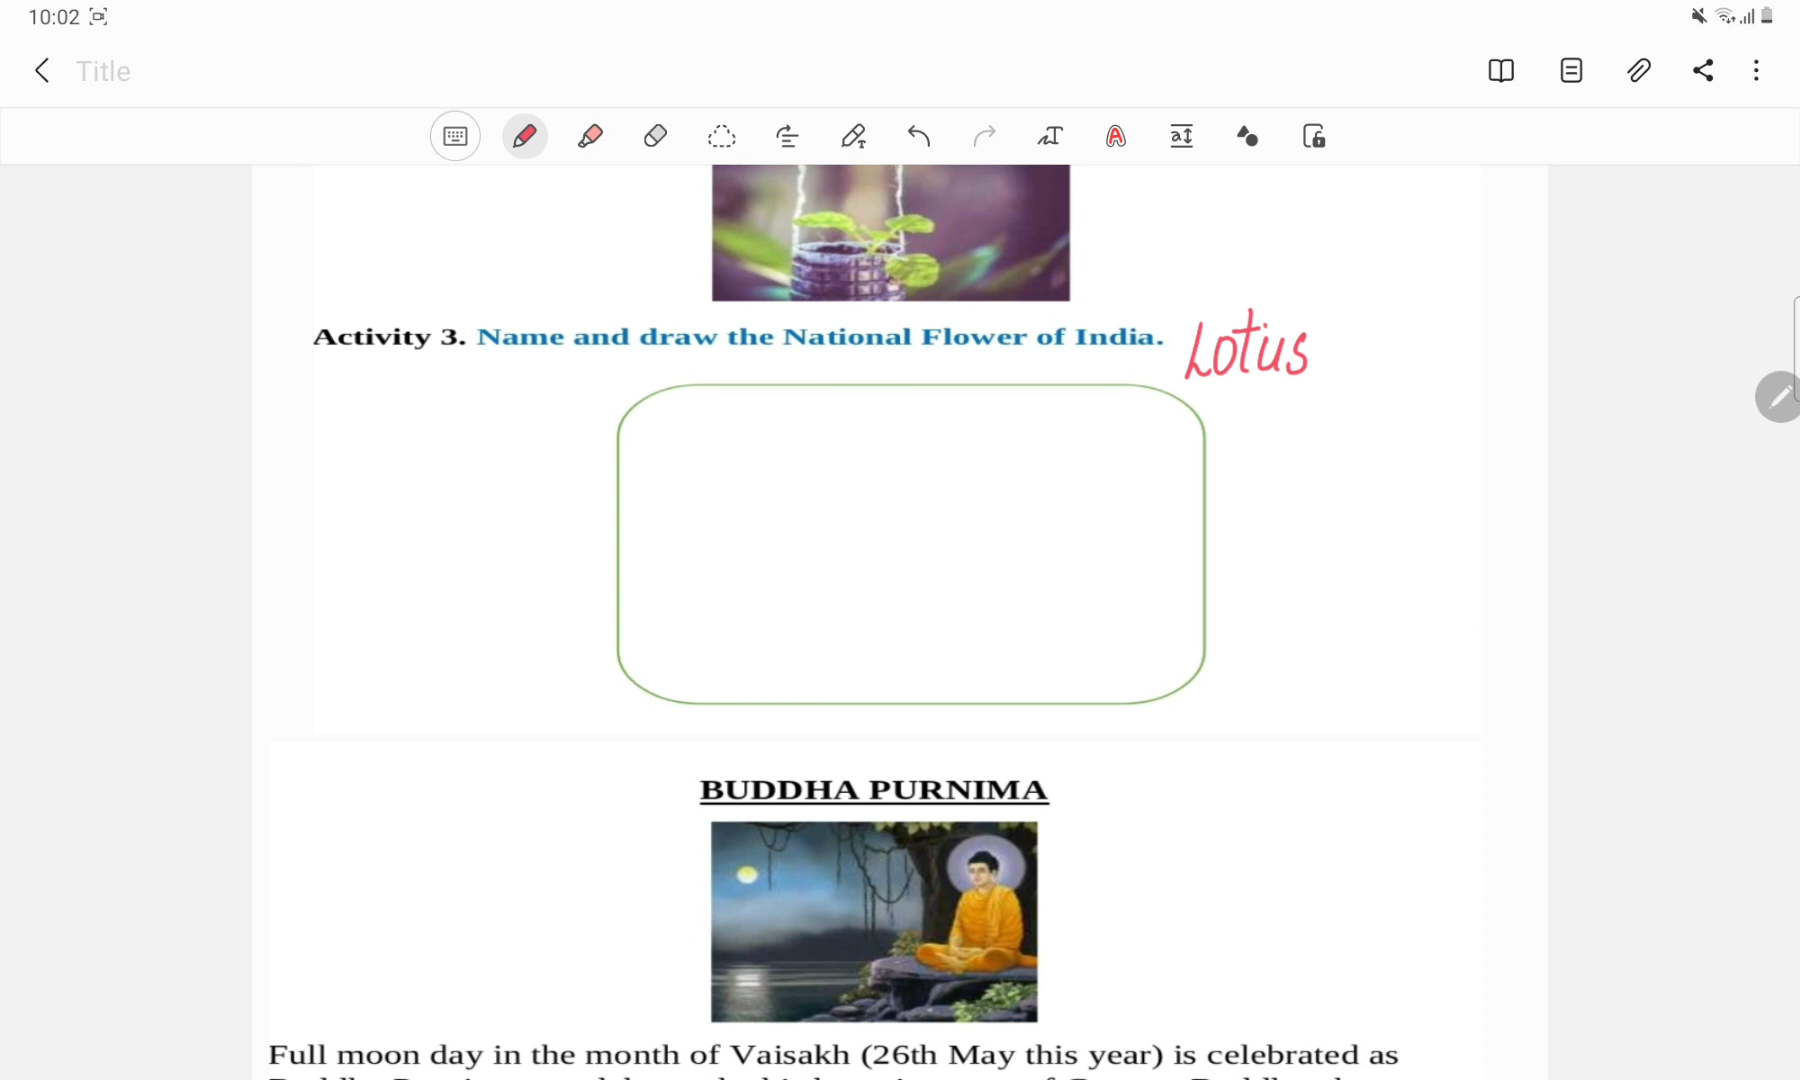 10:02
Title
Activity 3. Name and draw the National Flower of India. Lotus
BUDDHA PURNIMA
Full moon day in the month of Vaisakh (26th May this year) is celebrated as